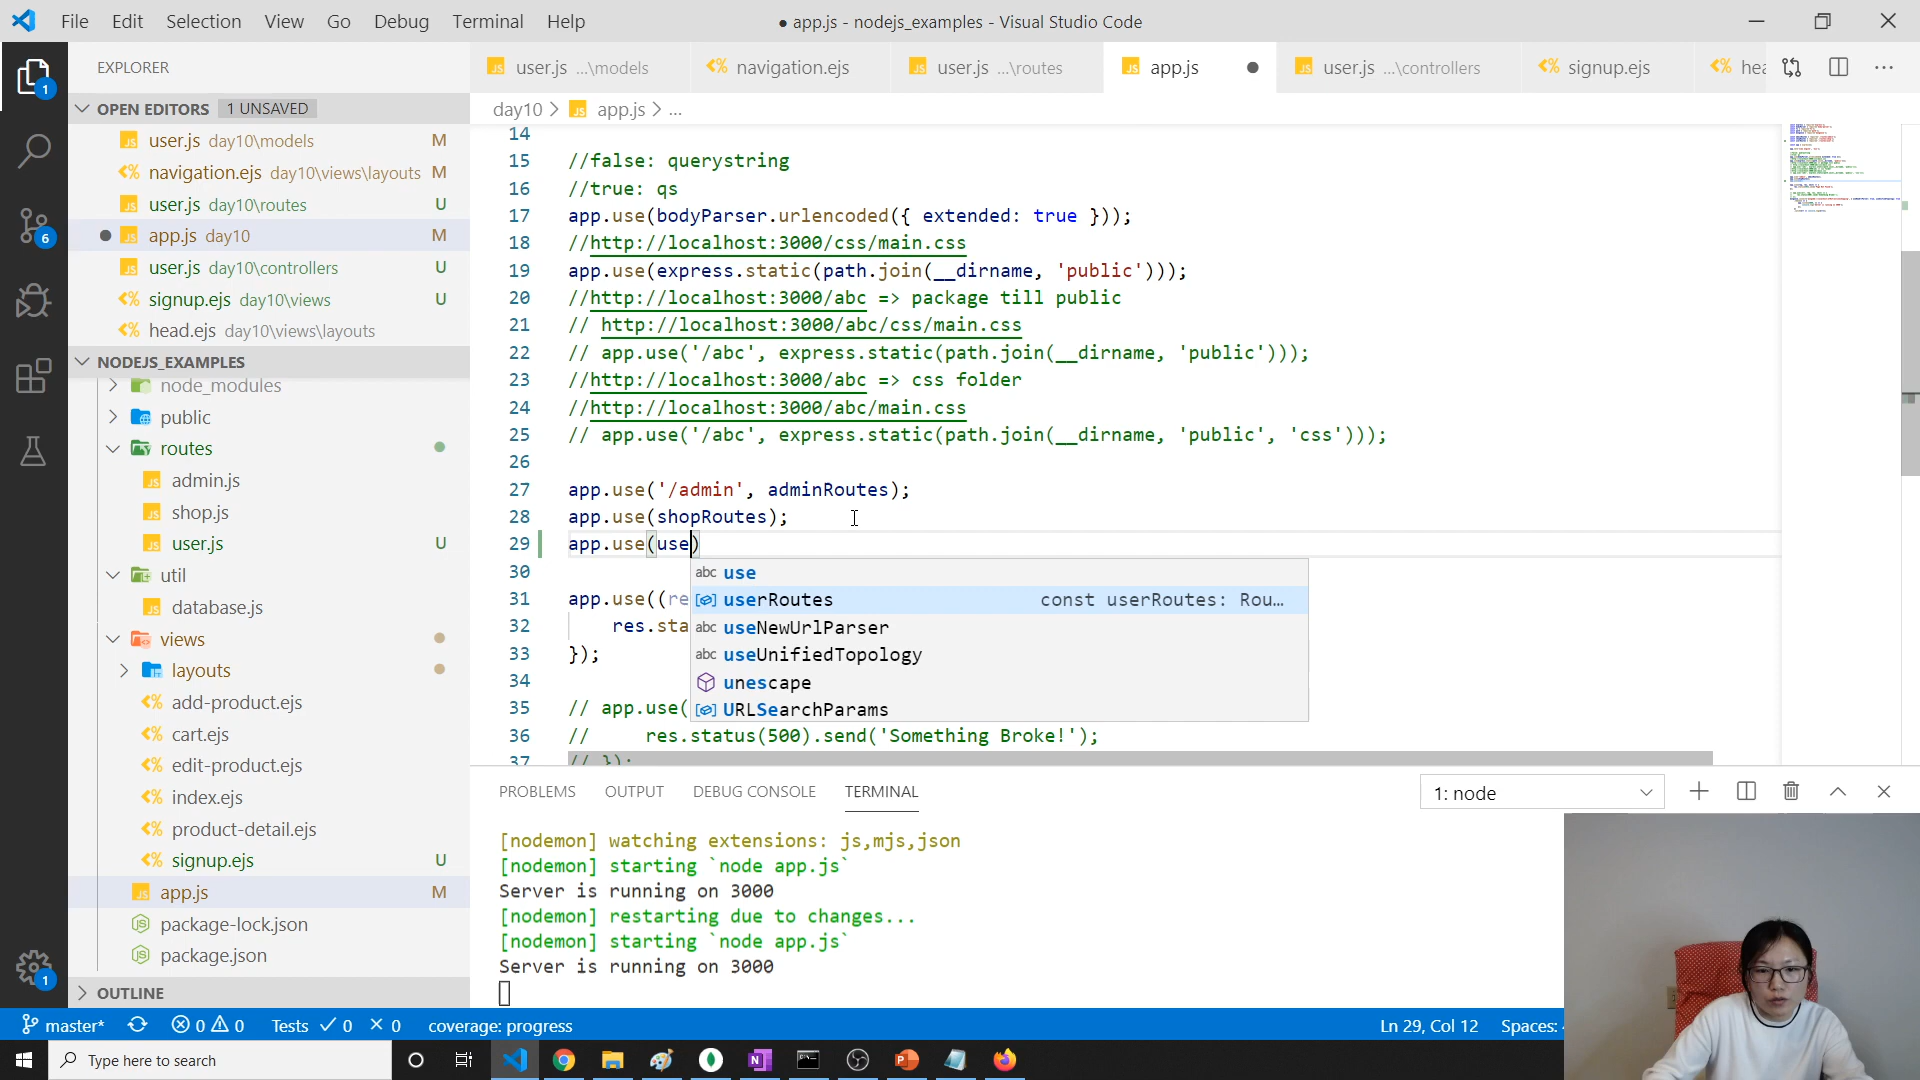 File Edit Selection View Go Debug Terminal Help
● app.js - nodejs_examples - Visual Studio Code
EXPLORER
OPEN EDITORS 1 UNSAVED
user.js day10\models M
navigation.ejs day10\views\layouts M
user.js day10\routes U
app.js day10 M
user.js day10\controllers U
signup.ejs day10\views U
head.ejs day10\views\layouts
NODEJS_EXAMPLES
node_modules
public
routes
admin.js
shop.js
user.js U
util
database.js
views
layouts
add-product.ejs
cart.ejs
edit-product.ejs
index.ejs
product-detail.ejs
signup.ejs U
app.js M
package-lock.json
package.json
OUTLINE
user.js ...\models navigation.ejs user.js ...\routes app.js user.js ...\controllers signup.ejs hea
day10 > app.js > ...
14
15 //false: querystring
16 //true: qs
17 app.use(bodyParser.urlencoded({ extended: true }));
18 //http://localhost:3000/css/main.css
19 app.use(express.static(path.join(__dirname, 'public')));
20 //http://localhost:3000/abc => package till public
21 // http://localhost:3000/abc/css/main.css
22 // app.use('/abc', express.static(path.join(__dirname, 'public')));
23 //http://localhost:3000/abc => css folder
24 //http://localhost:3000/abc/main.css
25 // app.use('/abc', express.static(path.join(__dirname, 'public', 'css')));
26
27 app.use('/admin', adminRoutes);
28 app.use(shopRoutes);
29 app.use(use)
30
31 app.use((re
32 res.sta
33 });
34
35 // app.use(
36 // res.status(500).send('Something Broke!');
37 // });
abc use
userRoutes const userRoutes: Rou...
abc useNewUrlParser
abc useUnifiedTopology
unescape
URLSearchParams
PROBLEMS OUTPUT DEBUG CONSOLE TERMINAL 1: node
[nodemon] watching extensions: js,mjs,json
[nodemon] starting `node app.js`
Server is running on 3000
[nodemon] restarting due to changes...
[nodemon] starting `node app.js`
Server is running on 3000
master* 0 0 Tests 0 0 coverage: progress Ln 29, Col 12 Spaces:
Type here to search